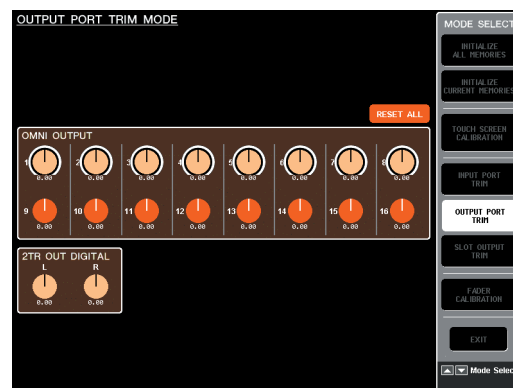 OUTPUT PORT TRIM MODE
MODE SELECT
INITIALIZE
ALL MEMORIES
INITIALIZE
CURRENT MEMORIES
RESET ALL
TOUCH SCREEN
CALIBRATION
OMNI OUTPUT
1 2 3 4 5 6 7 8
0.00 0.00 0.00 0.00 0.00 0.00 0.00 0.00
INPUT PORT
TRIM
9 10 11 12 13 14 15 16
0.00 0.00 0.00 0.00 0.00 0.00 0.00 0.00
OUTPUT PORT
TRIM
SLOT OUTPUT
TRIM
2TR OUT DIGITAL
L R
0.00 0.00
FADER
CALIBRATION
EXIT
Mode Selec